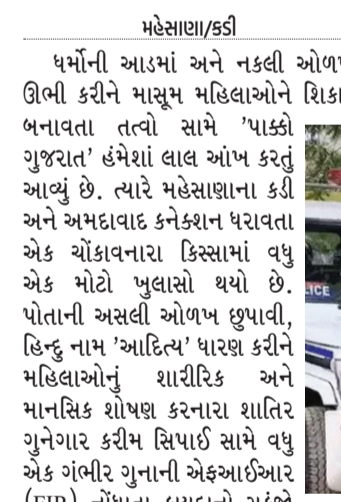 મહેસાણા/કડી
ધર્મોની આડમાં અને નકલી
ઊભી કરીને માસૂમ મહિલાઓને
બનાવતા તત્વો સામે 'પાક્કો
ગુજરાત' હંમેશાં લાલ આંખ કરતું
આવ્યું છે. ત્યારે મહેસાણાના કડી
અને અમદાવાદ કનેક્શન ધરાવતા
એક ચોંકાવનારા કિસ્સામાં વધુ
એક મોટો ખુલાસો થયો છે.
પોતાની અસલી ઓળખ છુપાવી,
હિન્દુ નામ 'આદિત્ય' ધારણ કરીને
મહિલાઓનું શારીરિક અને
માનસિક શોષણ કરનારા શાતિર
ગુનેગાર કરીમ સિપાઈ સામે વધુ
એક ગંભીર ગુનાની એફઆઈઆર